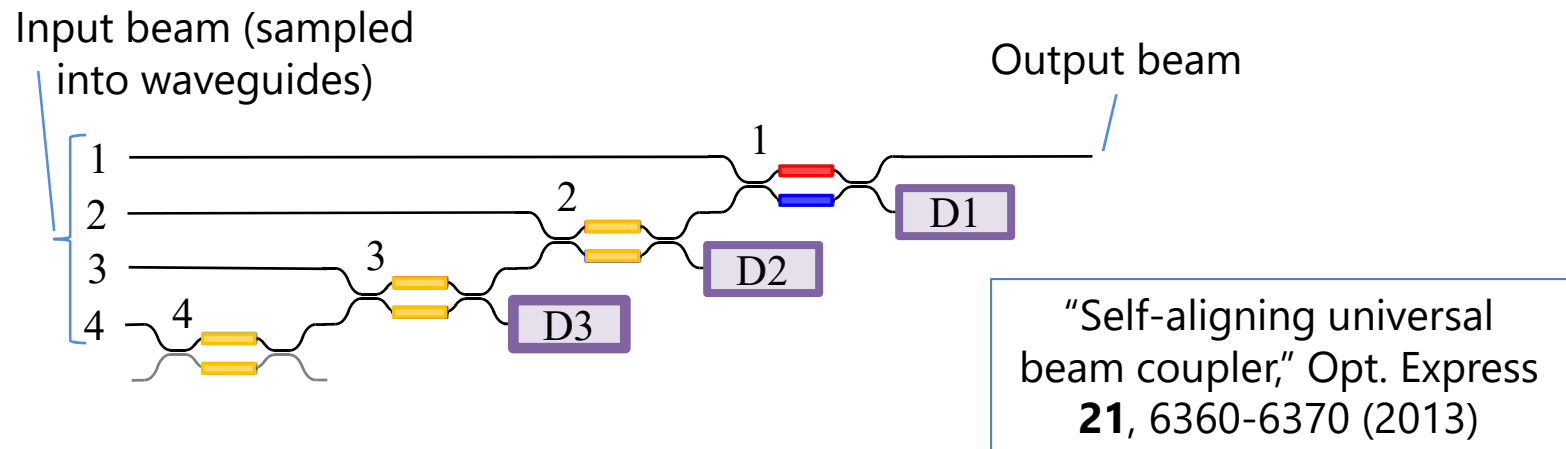 Input beam (sampled
into waveguides)
Output beam
1
2
3
4
1
2
3
4
D1
D2
D3
“Self-aligning universal
beam coupler,” Opt. Express
21, 6360-6370 (2013)